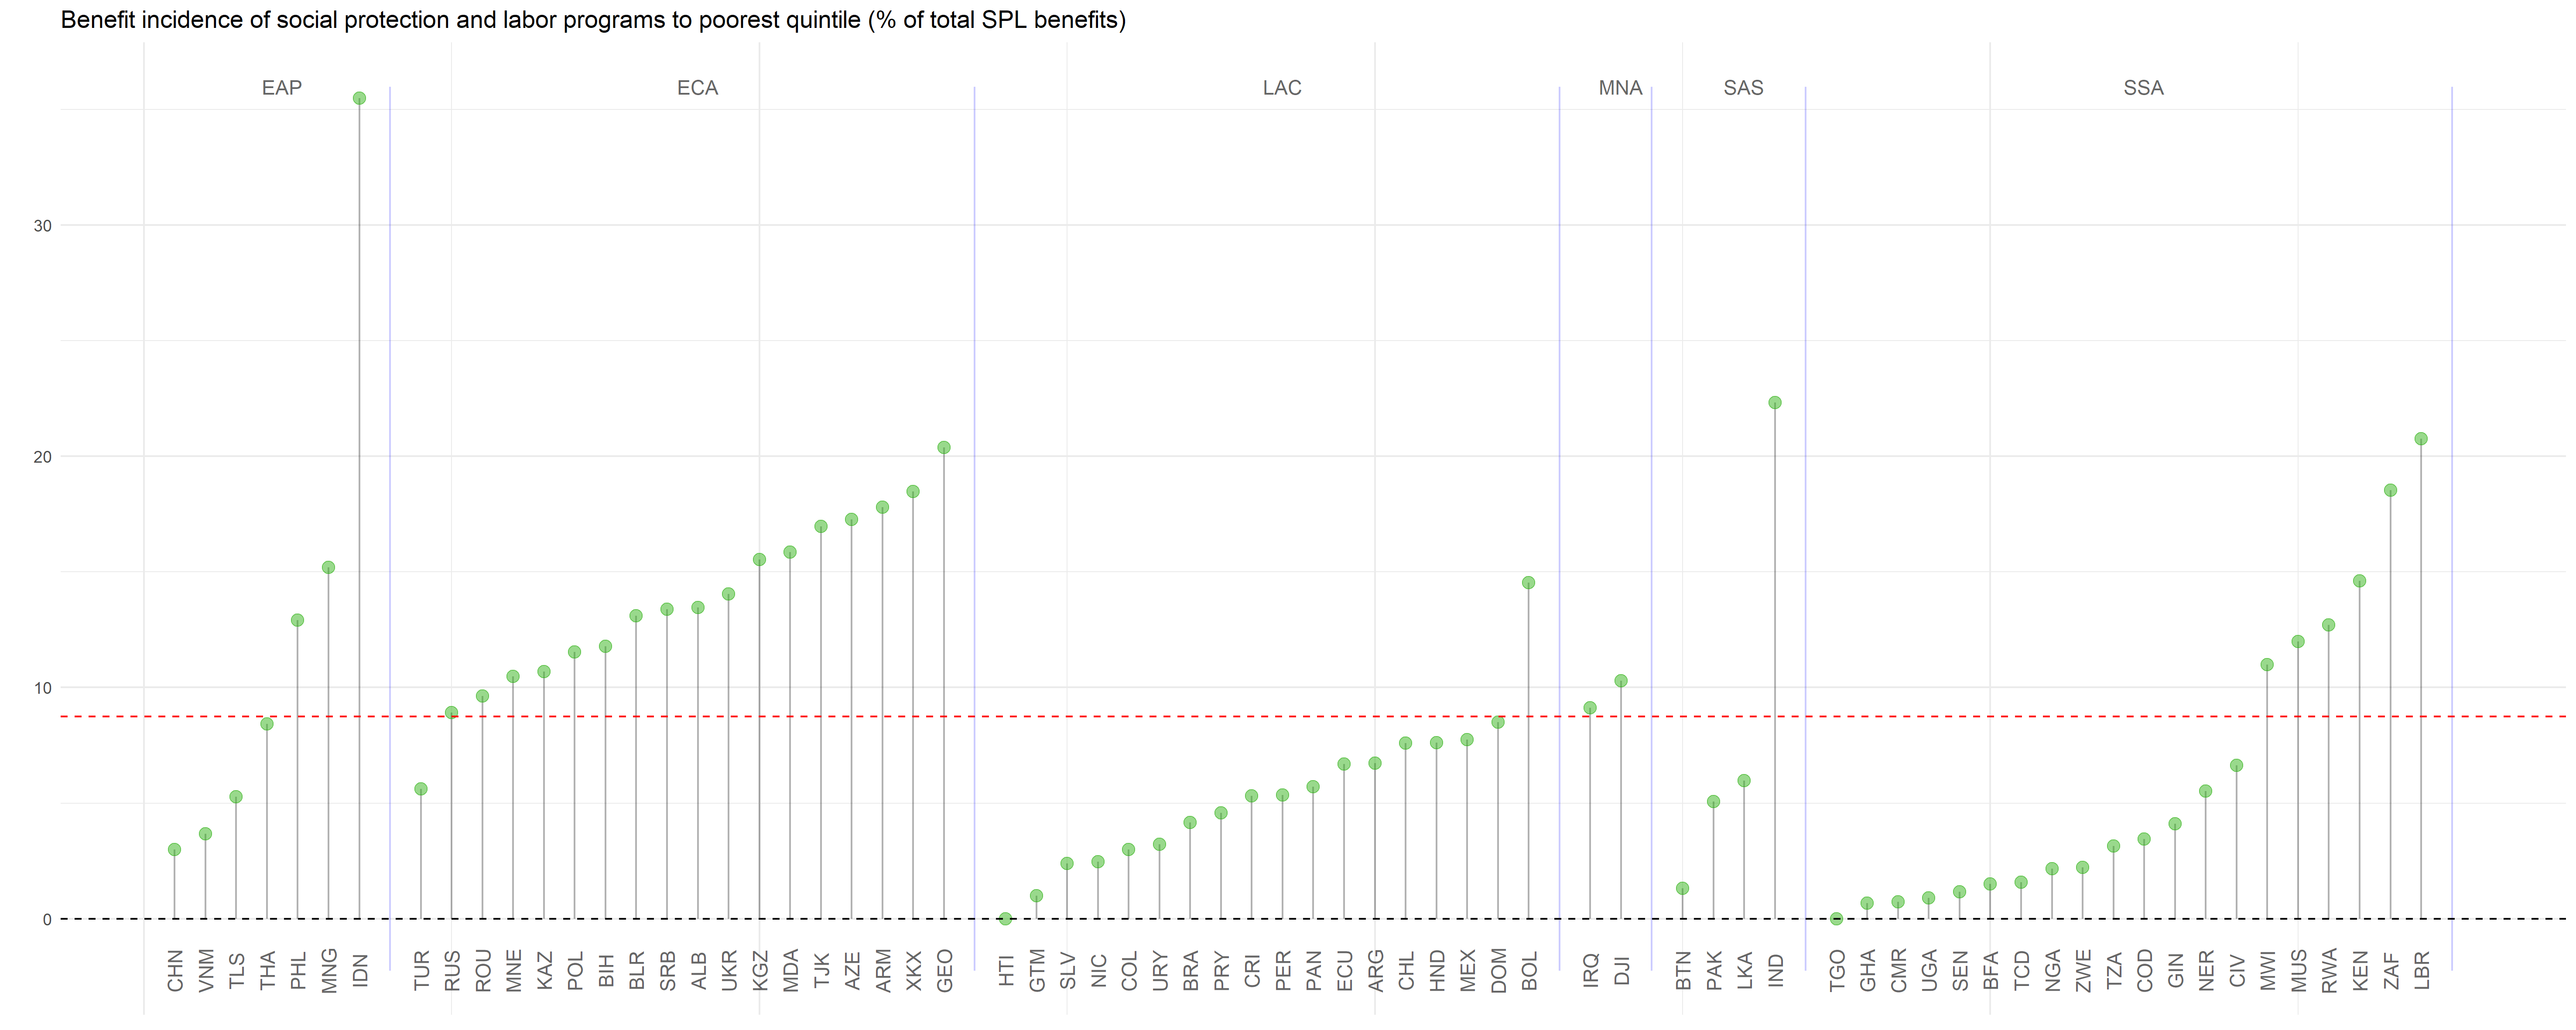 Benefit incidence of social protection and labor programs to poorest quintile (% of total SPL benefits)
EAP ECA LAC MNA SAS SSA
30
20
10
0
CHN VNM TLS THA PHL MNG IDN TUR RUS ROU MNE KAZ POL BIH BLR SRB ALB UKR KGZ MDA TJK AZE ARM XKX GEO HTI GTM SLV NIC COL URY BRA PRY CRI PER PAN ECU ARG CHL HND MEX DOM BOL IRQ DJI BTN PAK LKA IND TGO GHA CMR UGA SEN BFA TCD NGA ZWE TZA COD GIN NER CIV MWI MUS RWA KEN ZAF LBR